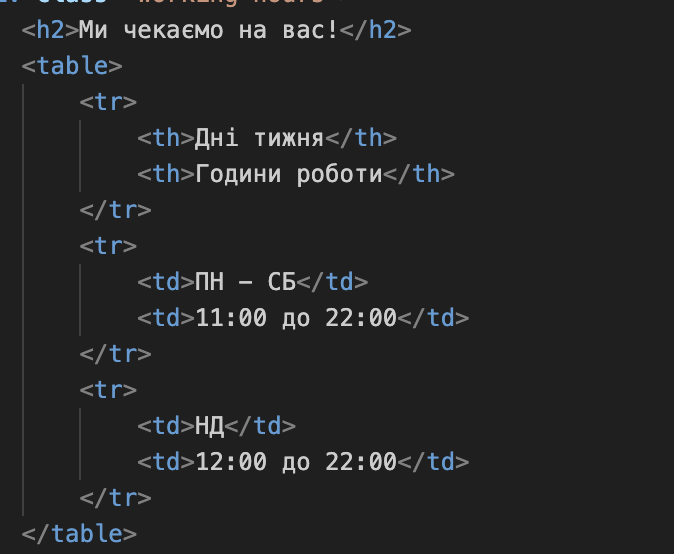 <h2>Ми чекаємо на вас!</h2>
<table>
<tr>
<th>Дні тижня</th>
<th>Години роботи</th>
</tr>
<tr>
<td>ПН – СБ</td>
<td>11:00 до 22:00</td>
</tr>
<tr>
<td>НД</td>
<td>12:00 до 22:00</td>
</tr>
</table>